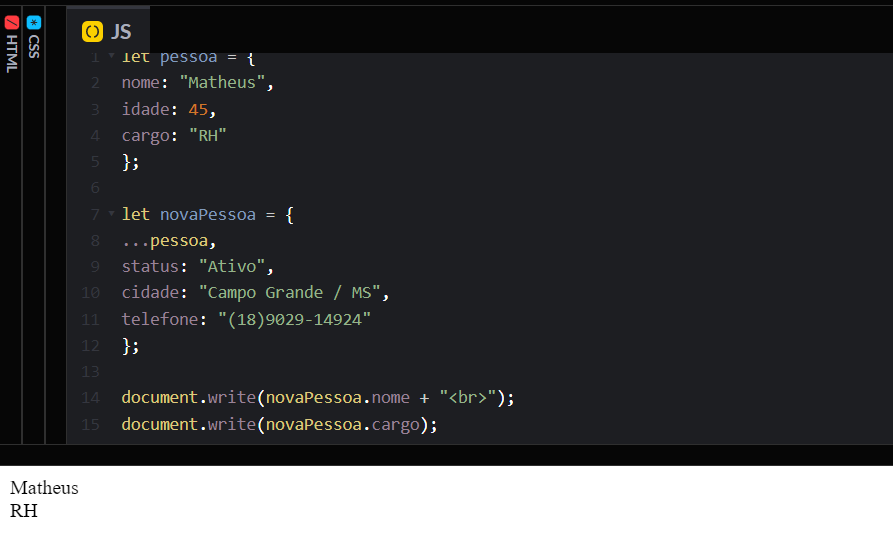 HTML
* CSS
() JS
1 let pessoa = {
2 nome: "Matheus",
3 idade: 45,
4 cargo: "RH"
5 };
6
7 let novaPessoa = {
8 ...pessoa,
9 status: "Ativo",
10 cidade: "Campo Grande / MS",
11 telefone: "(18)9029-14924"
12 };
13
14 document.write(novaPessoa.nome + "<br>");
15 document.write(novaPessoa.cargo);
Matheus
RH